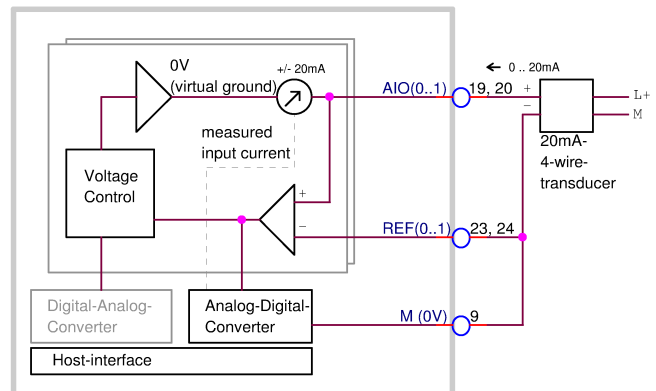 0V
(virtual ground)
+/- 20mA
AIO(0..1)
19, 20
0 .. 20mA
+
−
L+
M
20mA-
4-wire-
transducer
measured
input current
Voltage
Control
+
−
REF(0..1)
23, 24
Digital-Analog-
Converter
Analog-Digital-
Converter
M (0V)
9
Host-interface